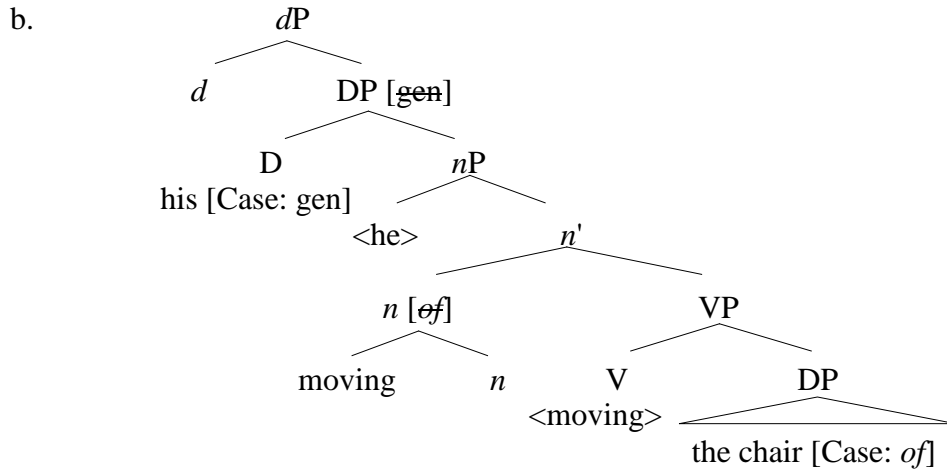 b. dP
d DP [gen]
D nP
his [Case: gen]
<he> n'
n [of] VP
moving n V DP
<moving>
the chair [Case: of]